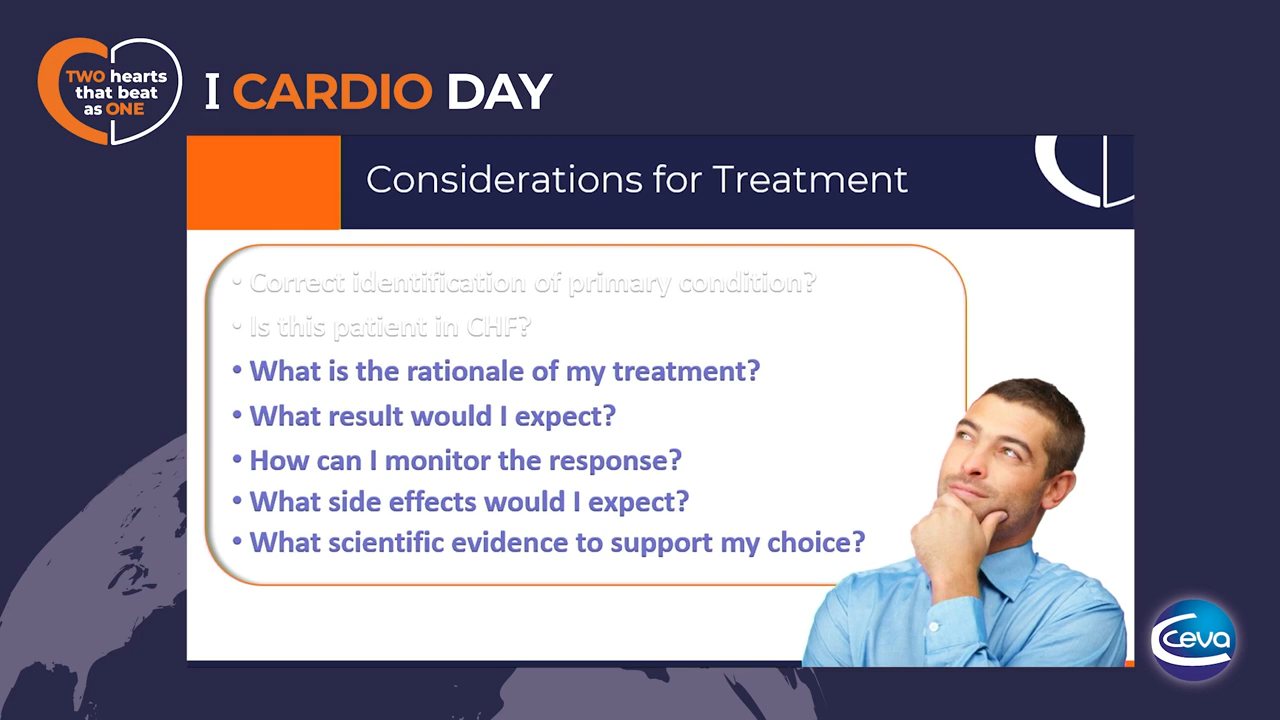 TWO hearts
that beat
as ONE
I CARDIO DAY
Considerations for Treatment
• Correct identification of primary condition?
• Is this patient in CHF?
• What is the rationale of my treatment?
• What result would I expect?
• How can I monitor the response?
• What side effects would I expect?
• What scientific evidence to support my choice?
Ceva